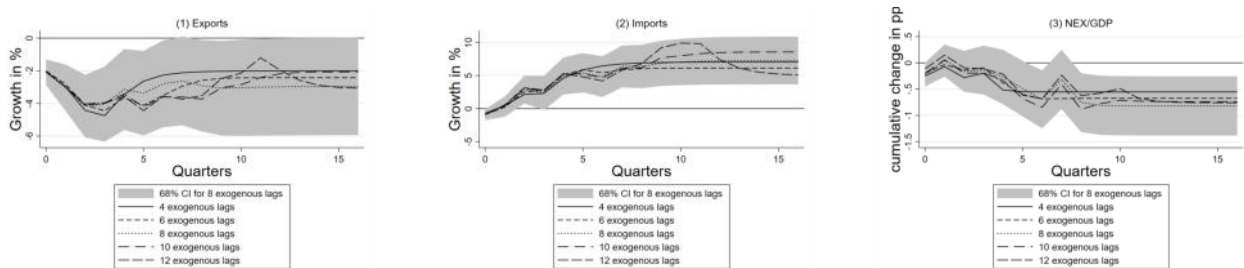 (1) Exports
Growth in %
0
-2
-4
-6
0 5 10 15
Quarters
68% CI for 8 exogenous lags
4 exogenous lags
6 exogenous lags
8 exogenous lags
10 exogenous lags
12 exogenous lags
(2) Imports
Growth in %
10
5
0
-5
0 5 10 15
Quarters
68% CI for 8 exogenous lags
4 exogenous lags
6 exogenous lags
8 exogenous lags
10 exogenous lags
12 exogenous lags
(3) NEX/GDP
cumulative change in pp
.5
0
-.5
-1
-1.5
0 5 10 15
Quarters
68% CI for 8 exogenous lags
4 exogenous lags
6 exogenous lags
8 exogenous lags
10 exogenous lags
12 exogenous lags